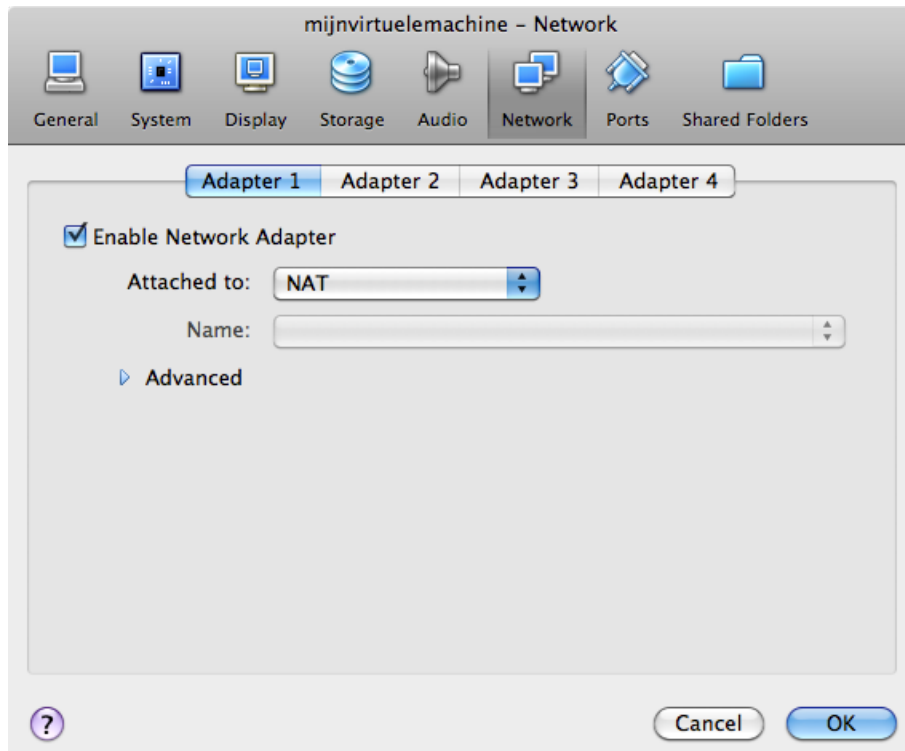 mijnvirtuelemachine – Network
General System Display Storage Audio Network Ports Shared Folders
Adapter 1 Adapter 2 Adapter 3 Adapter 4
Enable Network Adapter
Attached to: NAT
Name:
Advanced
? Cancel OK